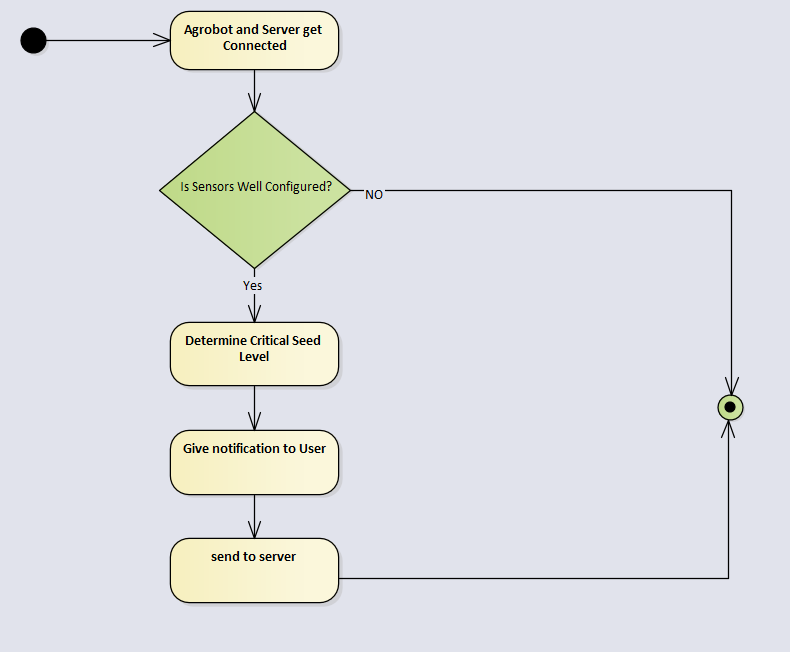 Agrobot and Server get
Connected
Is Sensors Well Configured?
NO
Yes
Determine Critical Seed
Level
Give notification to User
send to server